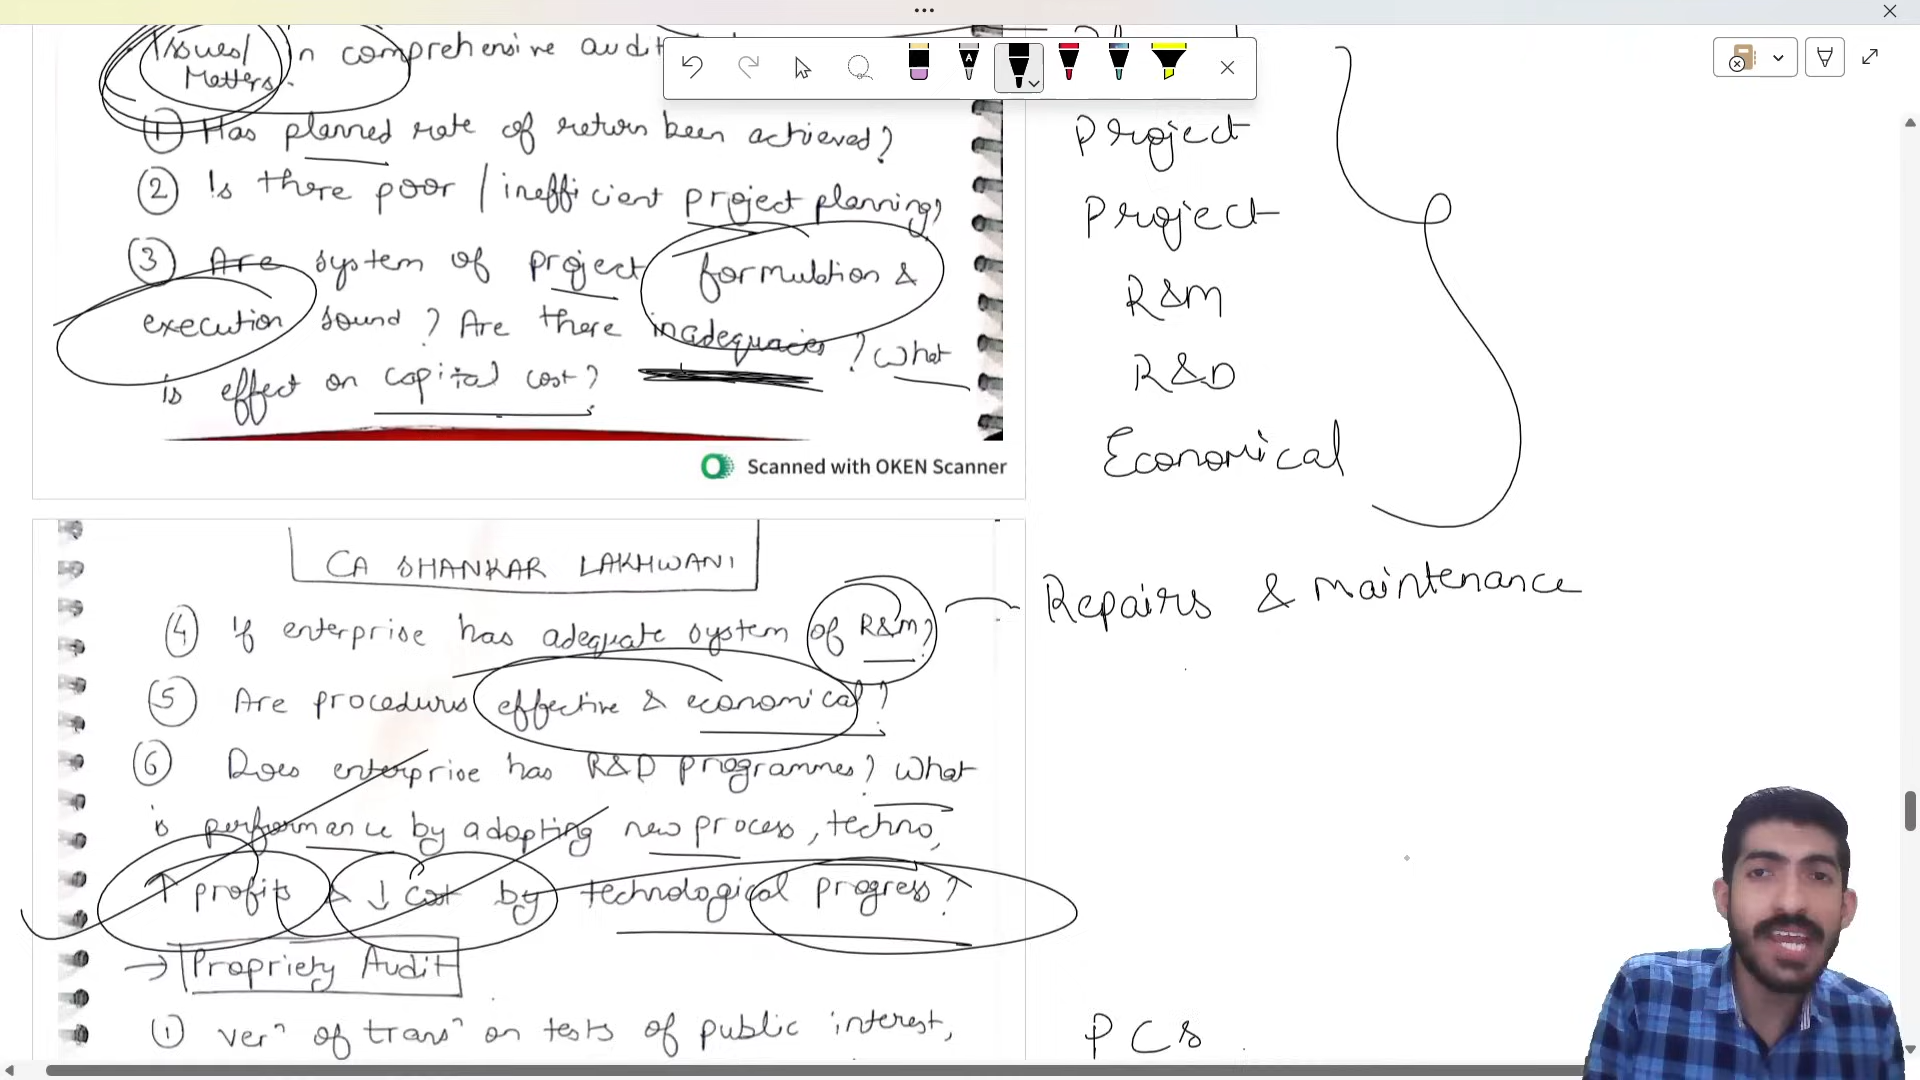 Issues/ in comprehensive audit
Matters.
① Has planned rate of return been achieved?
② Is there poor / inefficient project planning?
③ Are system of project formulation &
execution sound? Are there inadequacies? What
is effect on capital cost?
Scanned with OKEN Scanner
CA SHANKAR LAKHWANI
④ If enterprise has adequate system of R&M?
⑤ Are procedurs effective & economical?
⑥ Does enterprise has R&D programmes? What
is performance by adopting new process, techno,
↑ profits & ↓ cost by technological progress?
→ Propriety Audit
① verⁿ of transⁿ on tests of public interest,
Project
Project
R&M
R&D
Economical
Repairs & maintenance
PCs